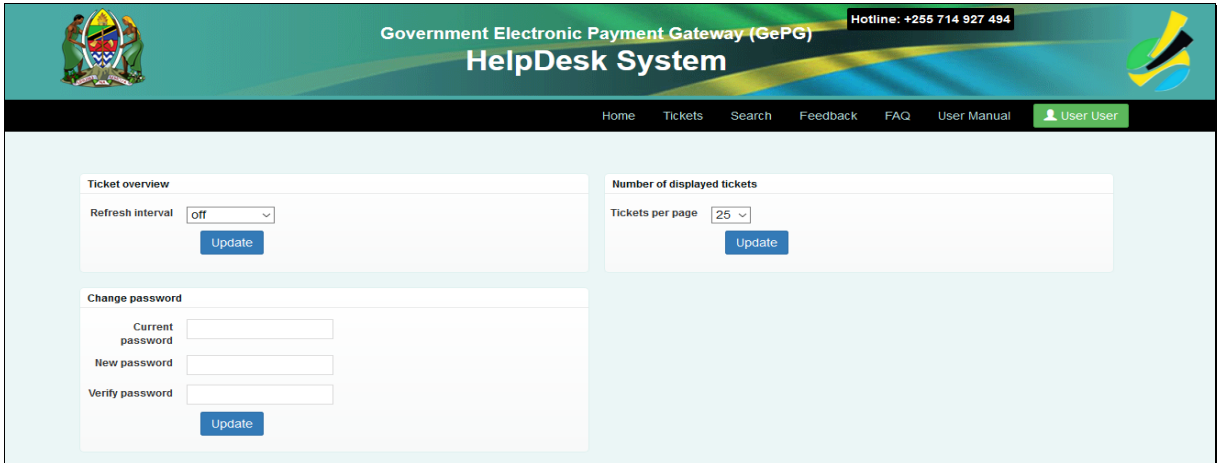 Hotline: +255 714 927 494
Government Electronic Payment Gateway (GePG)
HelpDesk System
Home Tickets Search Feedback FAQ User Manual User User
Ticket overview
Refresh interval off
Update
Number of displayed tickets
Tickets per page 25
Update
Change password
Current
password
New password
Verify password
Update